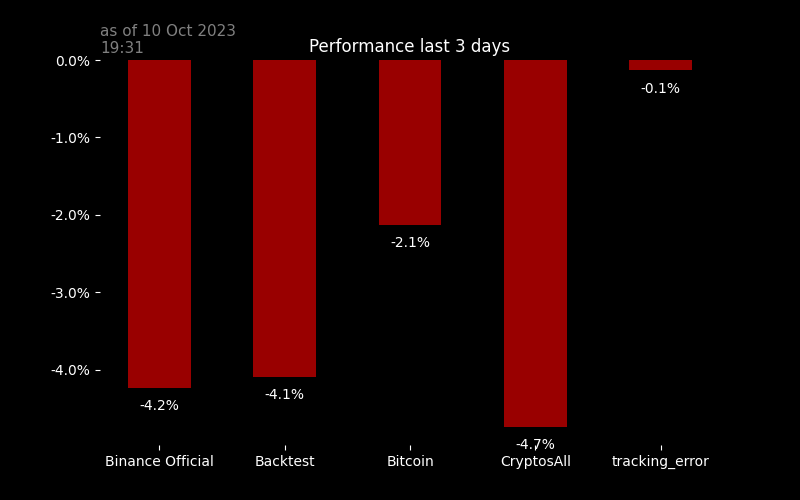 as of 10 Oct 2023
19:31
Performance last 3 days
0.0%
-1.0%
-2.0%
-3.0%
-4.0%
-4.2%
-4.1%
-2.1%
-4.7%
-0.1%
Binance Official
Backtest
Bitcoin
CryptosAll
tracking_error